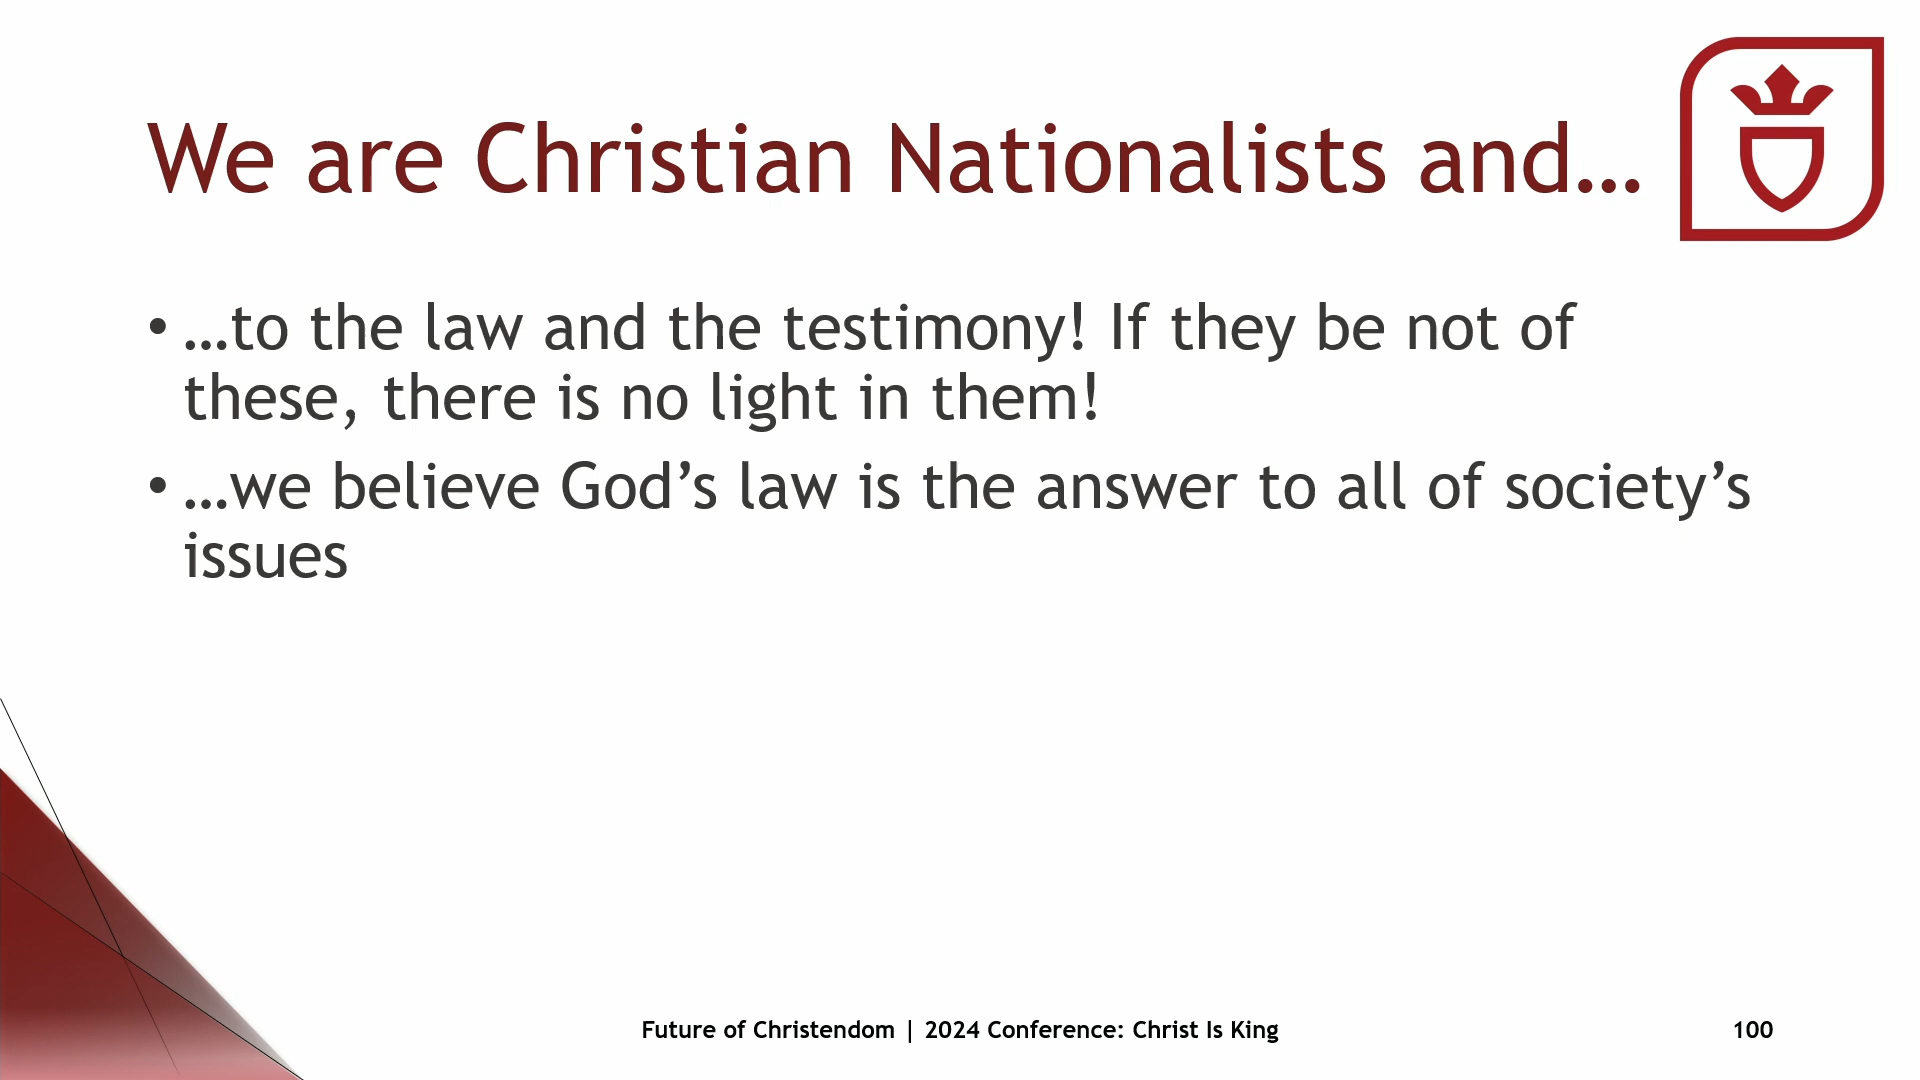 We are Christian Nationalists and…
• …to the law and the testimony! If they be not of
these, there is no light in them!
• …we believe God’s law is the answer to all of society’s
issues
Future of Christendom | 2024 Conference: Christ Is King
100